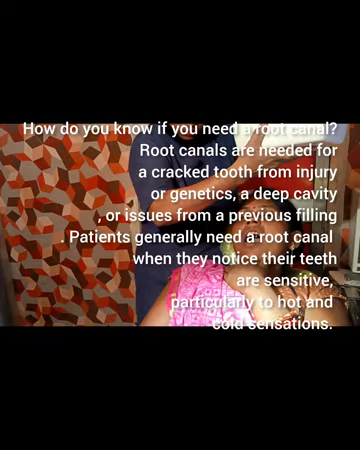 How do you know if you need a root canal?
Root canals are needed for
a cracked tooth from injury
or genetics, a deep cavity
, or issues from a previous filling
. Patients generally need a root canal
when they notice their teeth
are sensitive,
particularly to hot and
cold sensations.